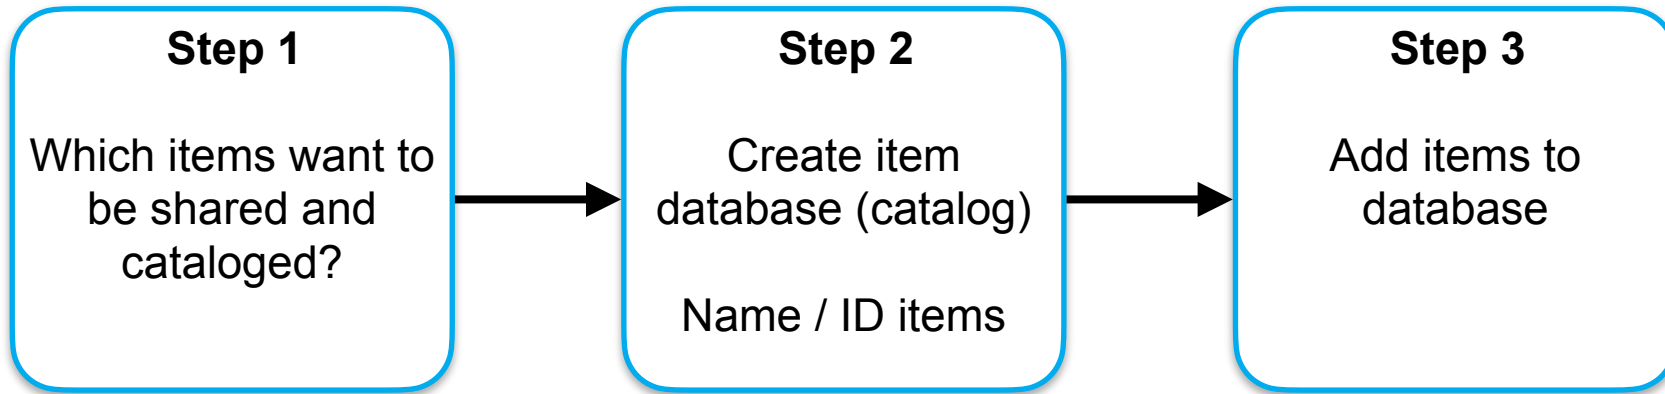 Step 1
Which items want to
be shared and
cataloged?
Step 2
Create item
database (catalog)
Name / ID items
Step 3
Add items to
database